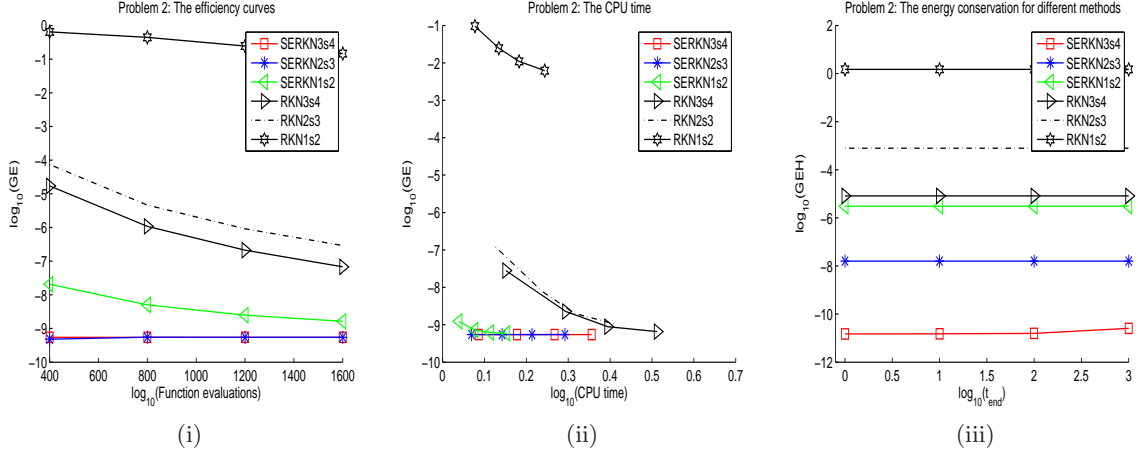 Problem 2: The efficiency curves
0
−1
−2
−3
−4
−5
−6
−7
−8
−9
−10
log10(GE)
SERKN3s4
SERKN2s3
SERKN1s2
RKN3s4
RKN2s3
RKN1s2
400 600 800 1000 1200 1400 1600
log10(Function evaluations)
(i)
Problem 2: The CPU time
−1
−2
−3
−4
−5
−6
−7
−8
−9
−10
log10(GE)
SERKN3s4
SERKN2s3
SERKN1s2
RKN3s4
RKN2s3
RKN1s2
0 0.1 0.2 0.3 0.4 0.5 0.6 0.7
log10(CPU time)
(ii)
Problem 2: The energy conservation for different methods
2
0
−2
−4
−6
−8
−10
−12
log10(GEH)
SERKN3s4
SERKN2s3
SERKN1s2
RKN3s4
RKN2s3
RKN1s2
0 0.5 1 1.5 2 2.5 3
log10(tend)
(iii)